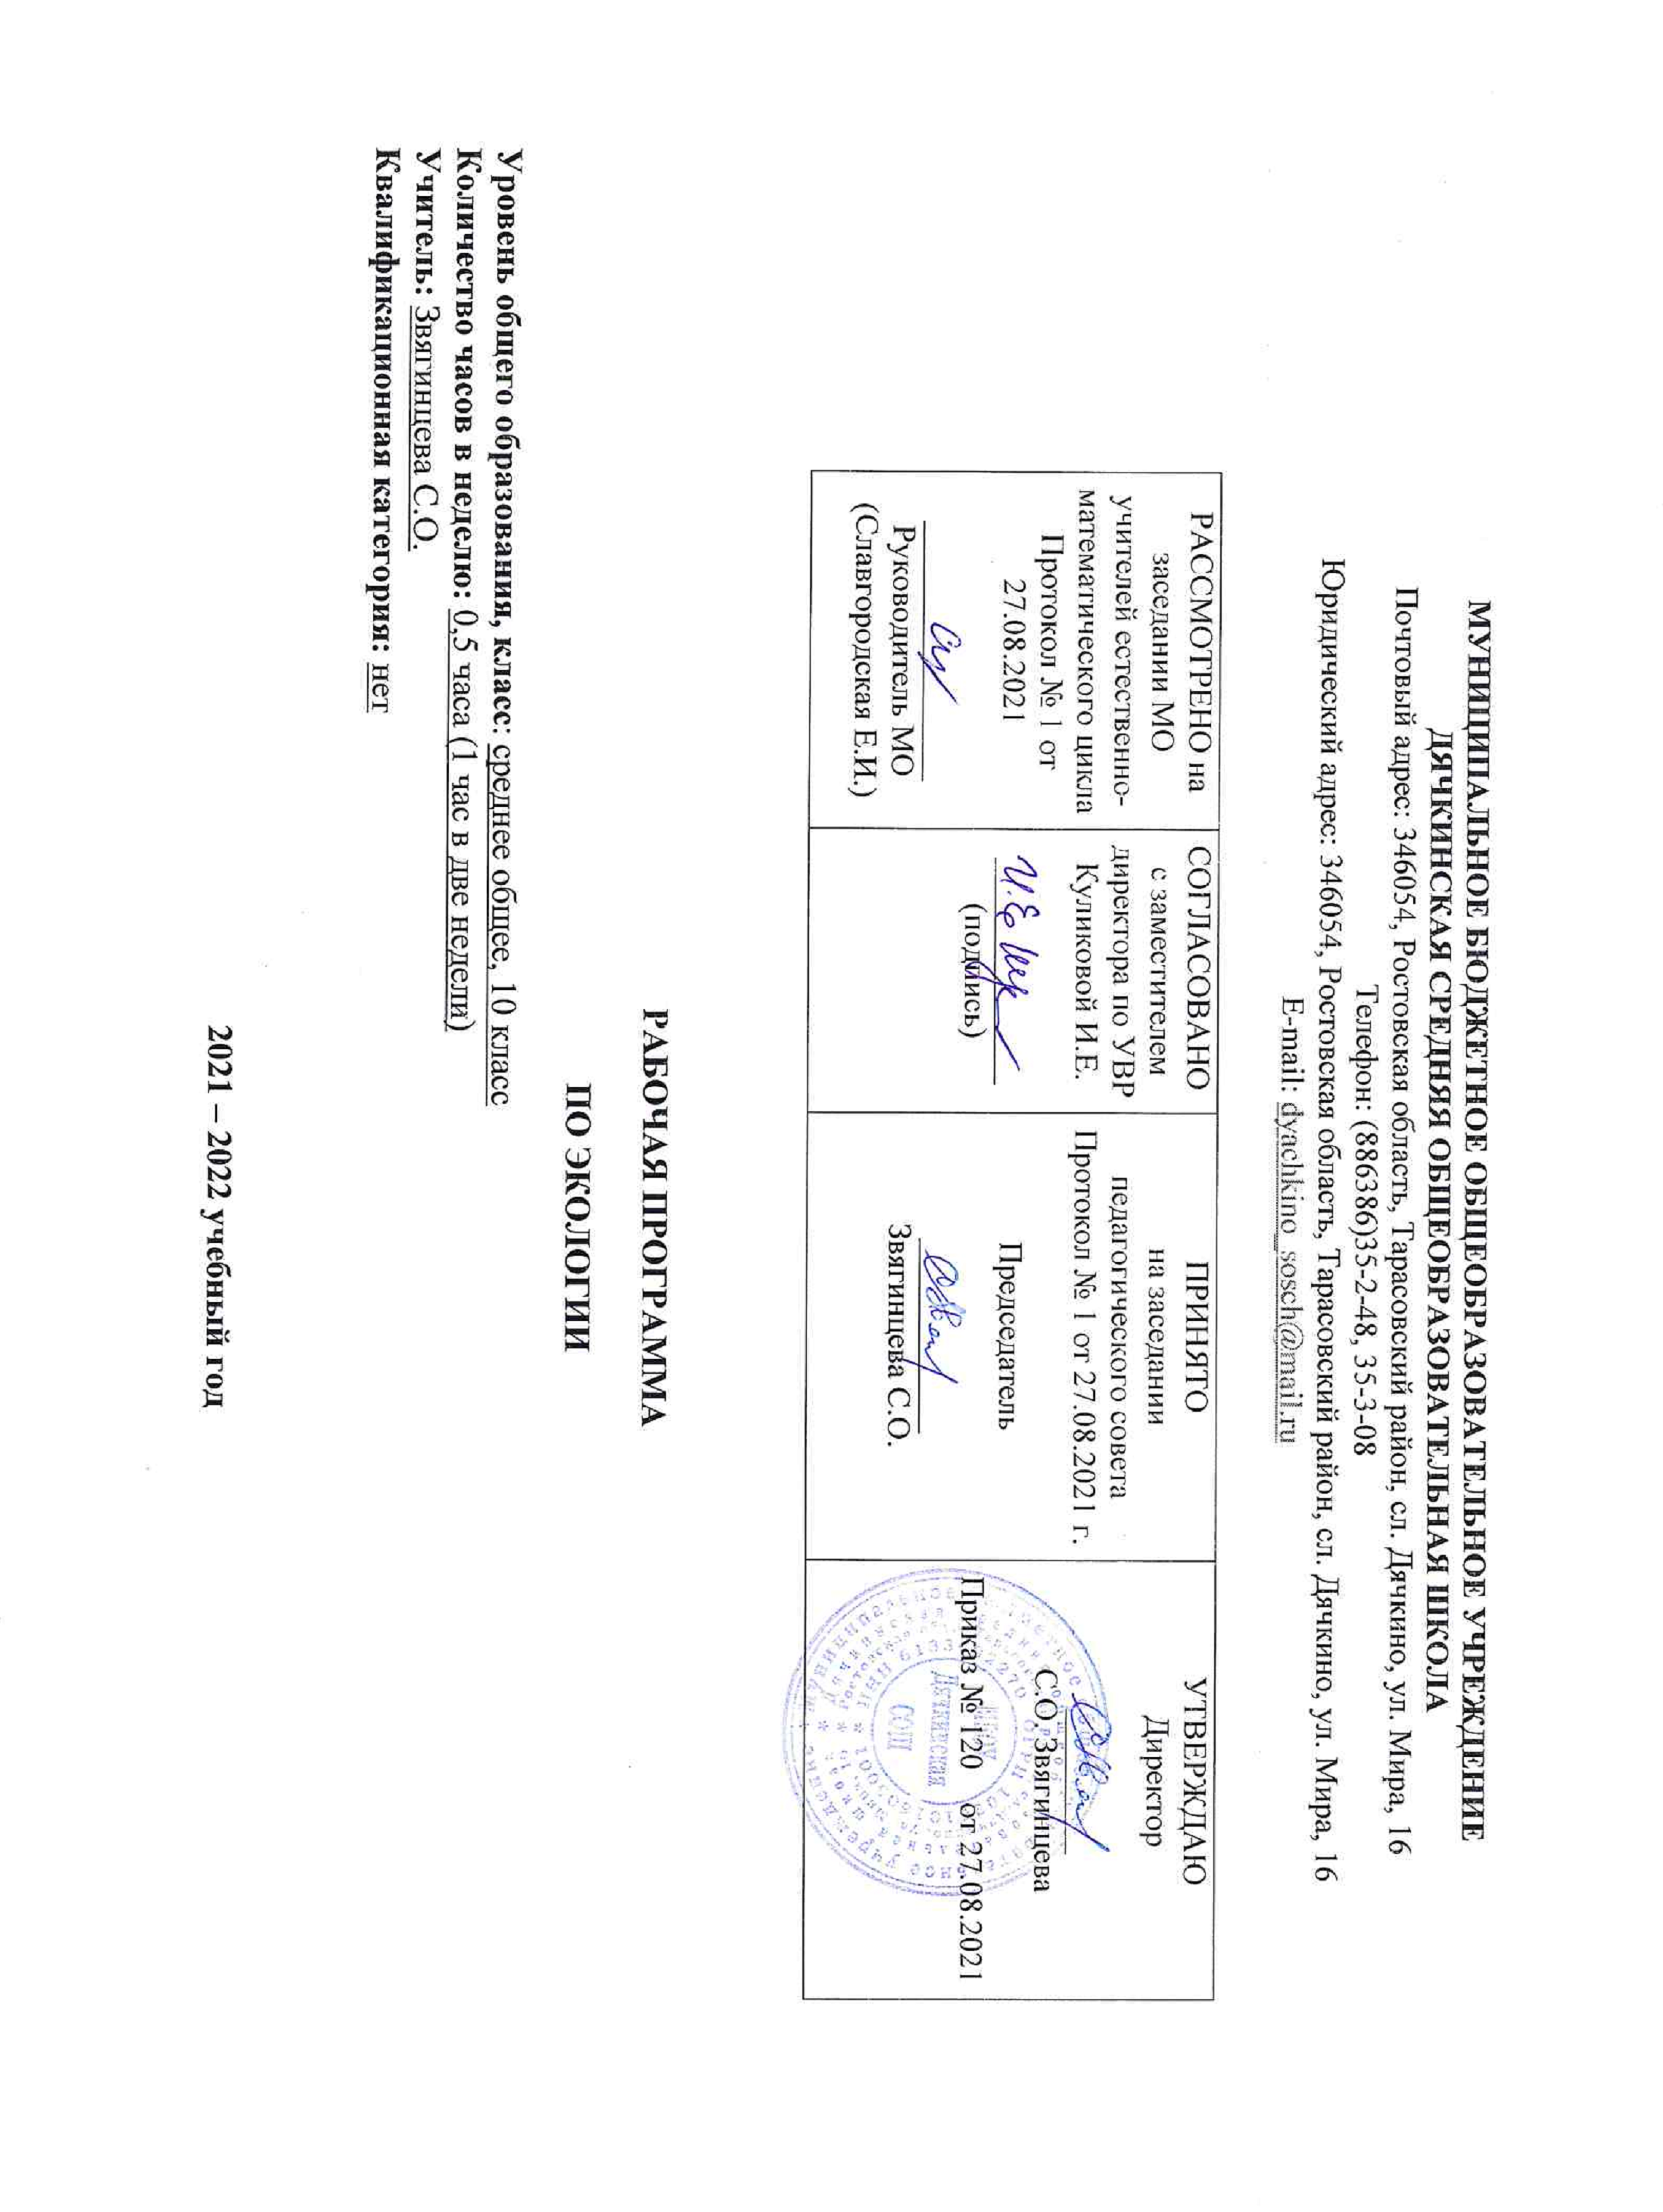 МУНИЦИПАЛЬНОЕ БЮДЖЕТНОЕ ОБЩЕОБРАЗОВАТЕЛЬНОЕ УЧРЕЖДЕНИЕ
ДЯЧКИНСКАЯ СРЕДНЯЯ ОБЩЕОБРАЗОВАТЕЛЬНАЯ ШКОЛА
Почтовый адрес: 346054, Ростовская область, Тарасовский район, сл. Дячкино, ул. Мира, 16
Телефон: (886386)35-2-48, 35-3-08
Юридический адрес: 346054, Ростовская область, Тарасовский район, сл. Дячкино, ул. Мира, 16
E-mail: dyachkino_sosch@mail.ru
РАССМОТРЕНО на
заседании МО
учителей естественно-
математического цикла
Протокол № 1 от
27.08.2021
Руководитель МО
(Славгородская Е.И.)
СОГЛАСОВАНО
с заместителем
директора по УВР
Куликовой И.Е.
(подпись)
ПРИНЯТО
на заседании
педагогического совета
Протокол № 1 от 27.08.2021 г.
Председатель
Звягинцева С.О.
УТВЕРЖДАЮ
Директор
С.О.Звягинцева
Приказ № 120 от 27.08.2021
МБОУ
Дячкинская
СОШ
РАБОЧАЯ ПРОГРАММА
ПО ЭКОЛОГИИ
Уровень общего образования, класс: среднее общее, 10 класс
Количество часов в неделю: 0,5 часа (1 час в две недели)
Учитель: Звягинцева С.О.
Квалификационная категория: нет
2021 – 2022 учебный год